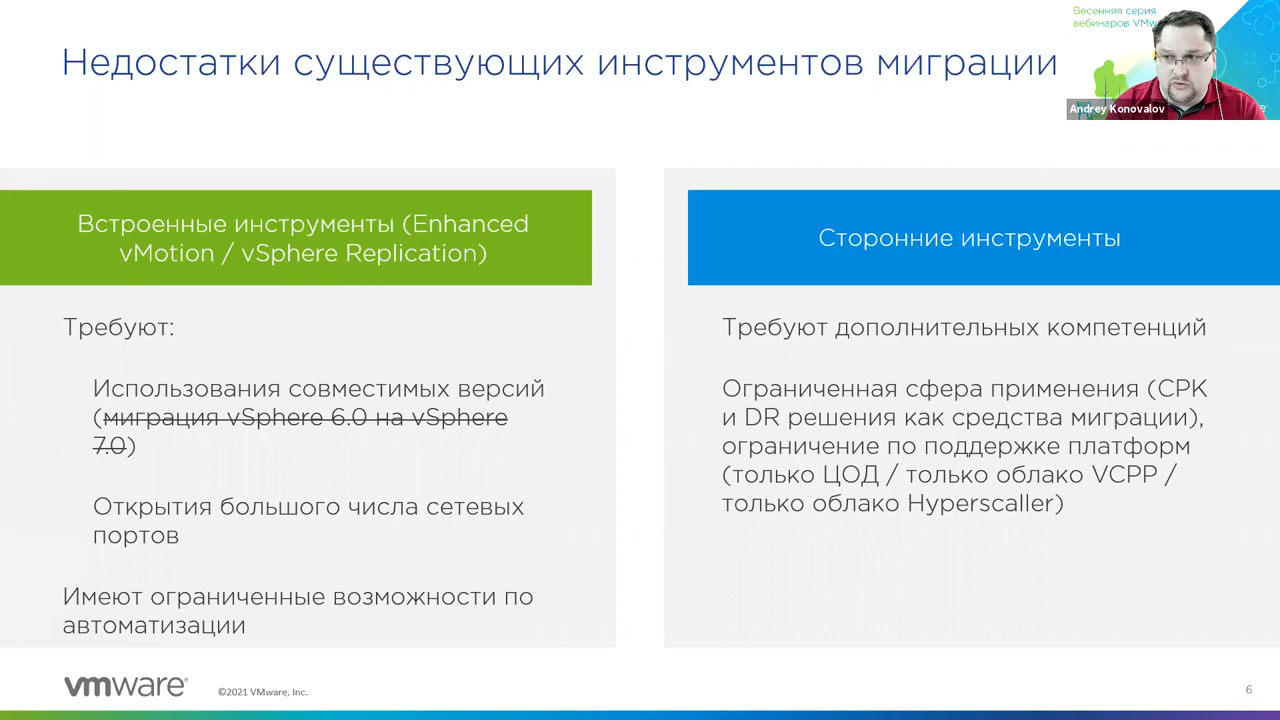 Весенняя серия
вебинаров VMw
Недостатки существующих инструментов миграции
Andrey Konovalov
Встроенные инструменты (Enhanced
vMotion / vSphere Replication)
Требуют:
Использования совместимых версий
(миграция vSphere 6.0 на vSphere
7.0)
Открытия большого числа сетевых
портов
Имеют ограниченные возможности по
автоматизации
Сторонние инструменты
Требуют дополнительных компетенций
Ограниченная сфера применения (СРК
и DR решения как средства миграции),
ограничение по поддержке платформ
(только ЦОД / только облако VCPP /
только облако Hyperscaller)
vmware®
©2021 VMware, Inc.
6